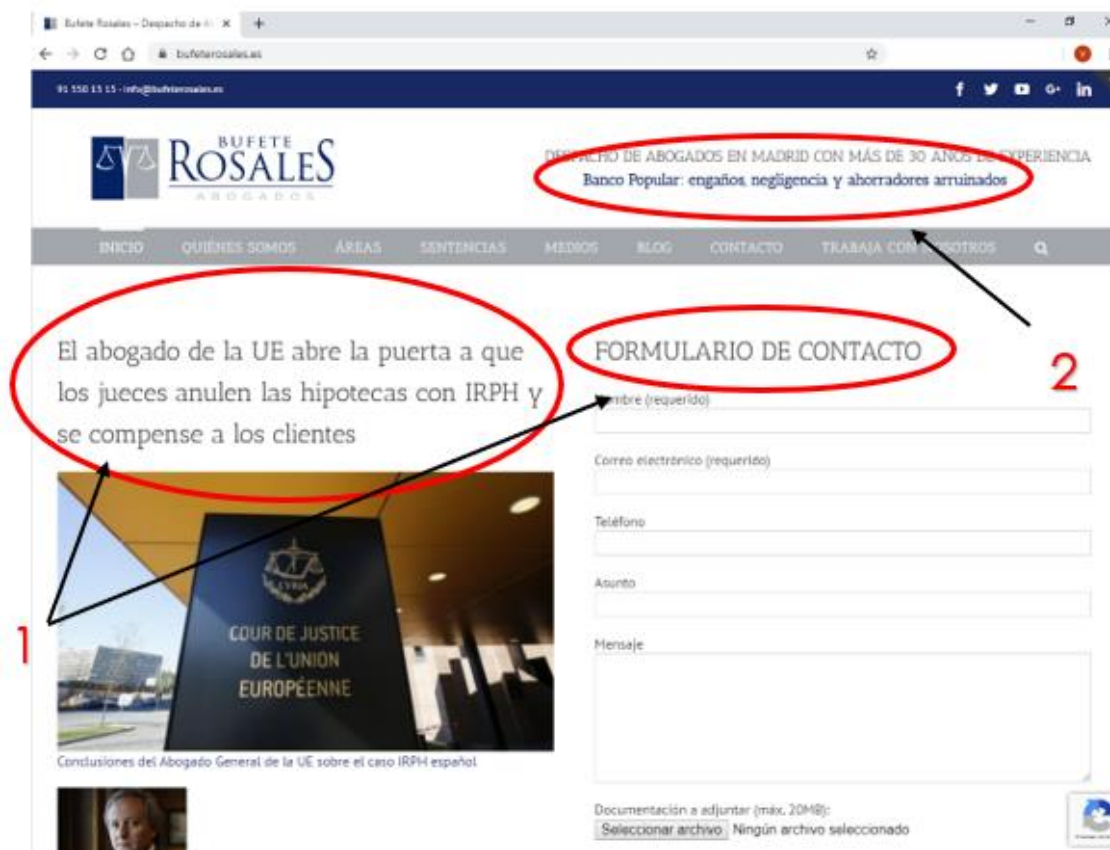 Bufete Rosales – Despacho de
bufeterosales.es
91 550 15 15 - info@bufeterosales.es
BUFETE
ROSALES
ABOGADOS
DESPACHO DE ABOGADOS EN MADRID CON MÁS DE 30 AÑOS DE EXPERIENCIA
Banco Popular: engaños, negligencia y ahorradores arruinados
INICIO QUIÉNES SOMOS ÁREAS SENTENCIAS MEDIOS BLOG CONTACTO TRABAJA CON NOSOTROS
El abogado de la UE abre la puerta a que
los jueces anulen las hipotecas con IRPH y
se compense a los clientes
FORMULARIO DE CONTACTO
2
Nombre (requerido)
Correo electrónico (requerido)
Teléfono
Asunto
Mensaje
1
CVRIA
COUR DE JUSTICE
DE L'UNION
EUROPÉENNE
Conclusiones del Abogado General de la UE sobre el caso IRPH español
Documentación a adjuntar (máx. 20MB):
Seleccionar archivo Ningún archivo seleccionado